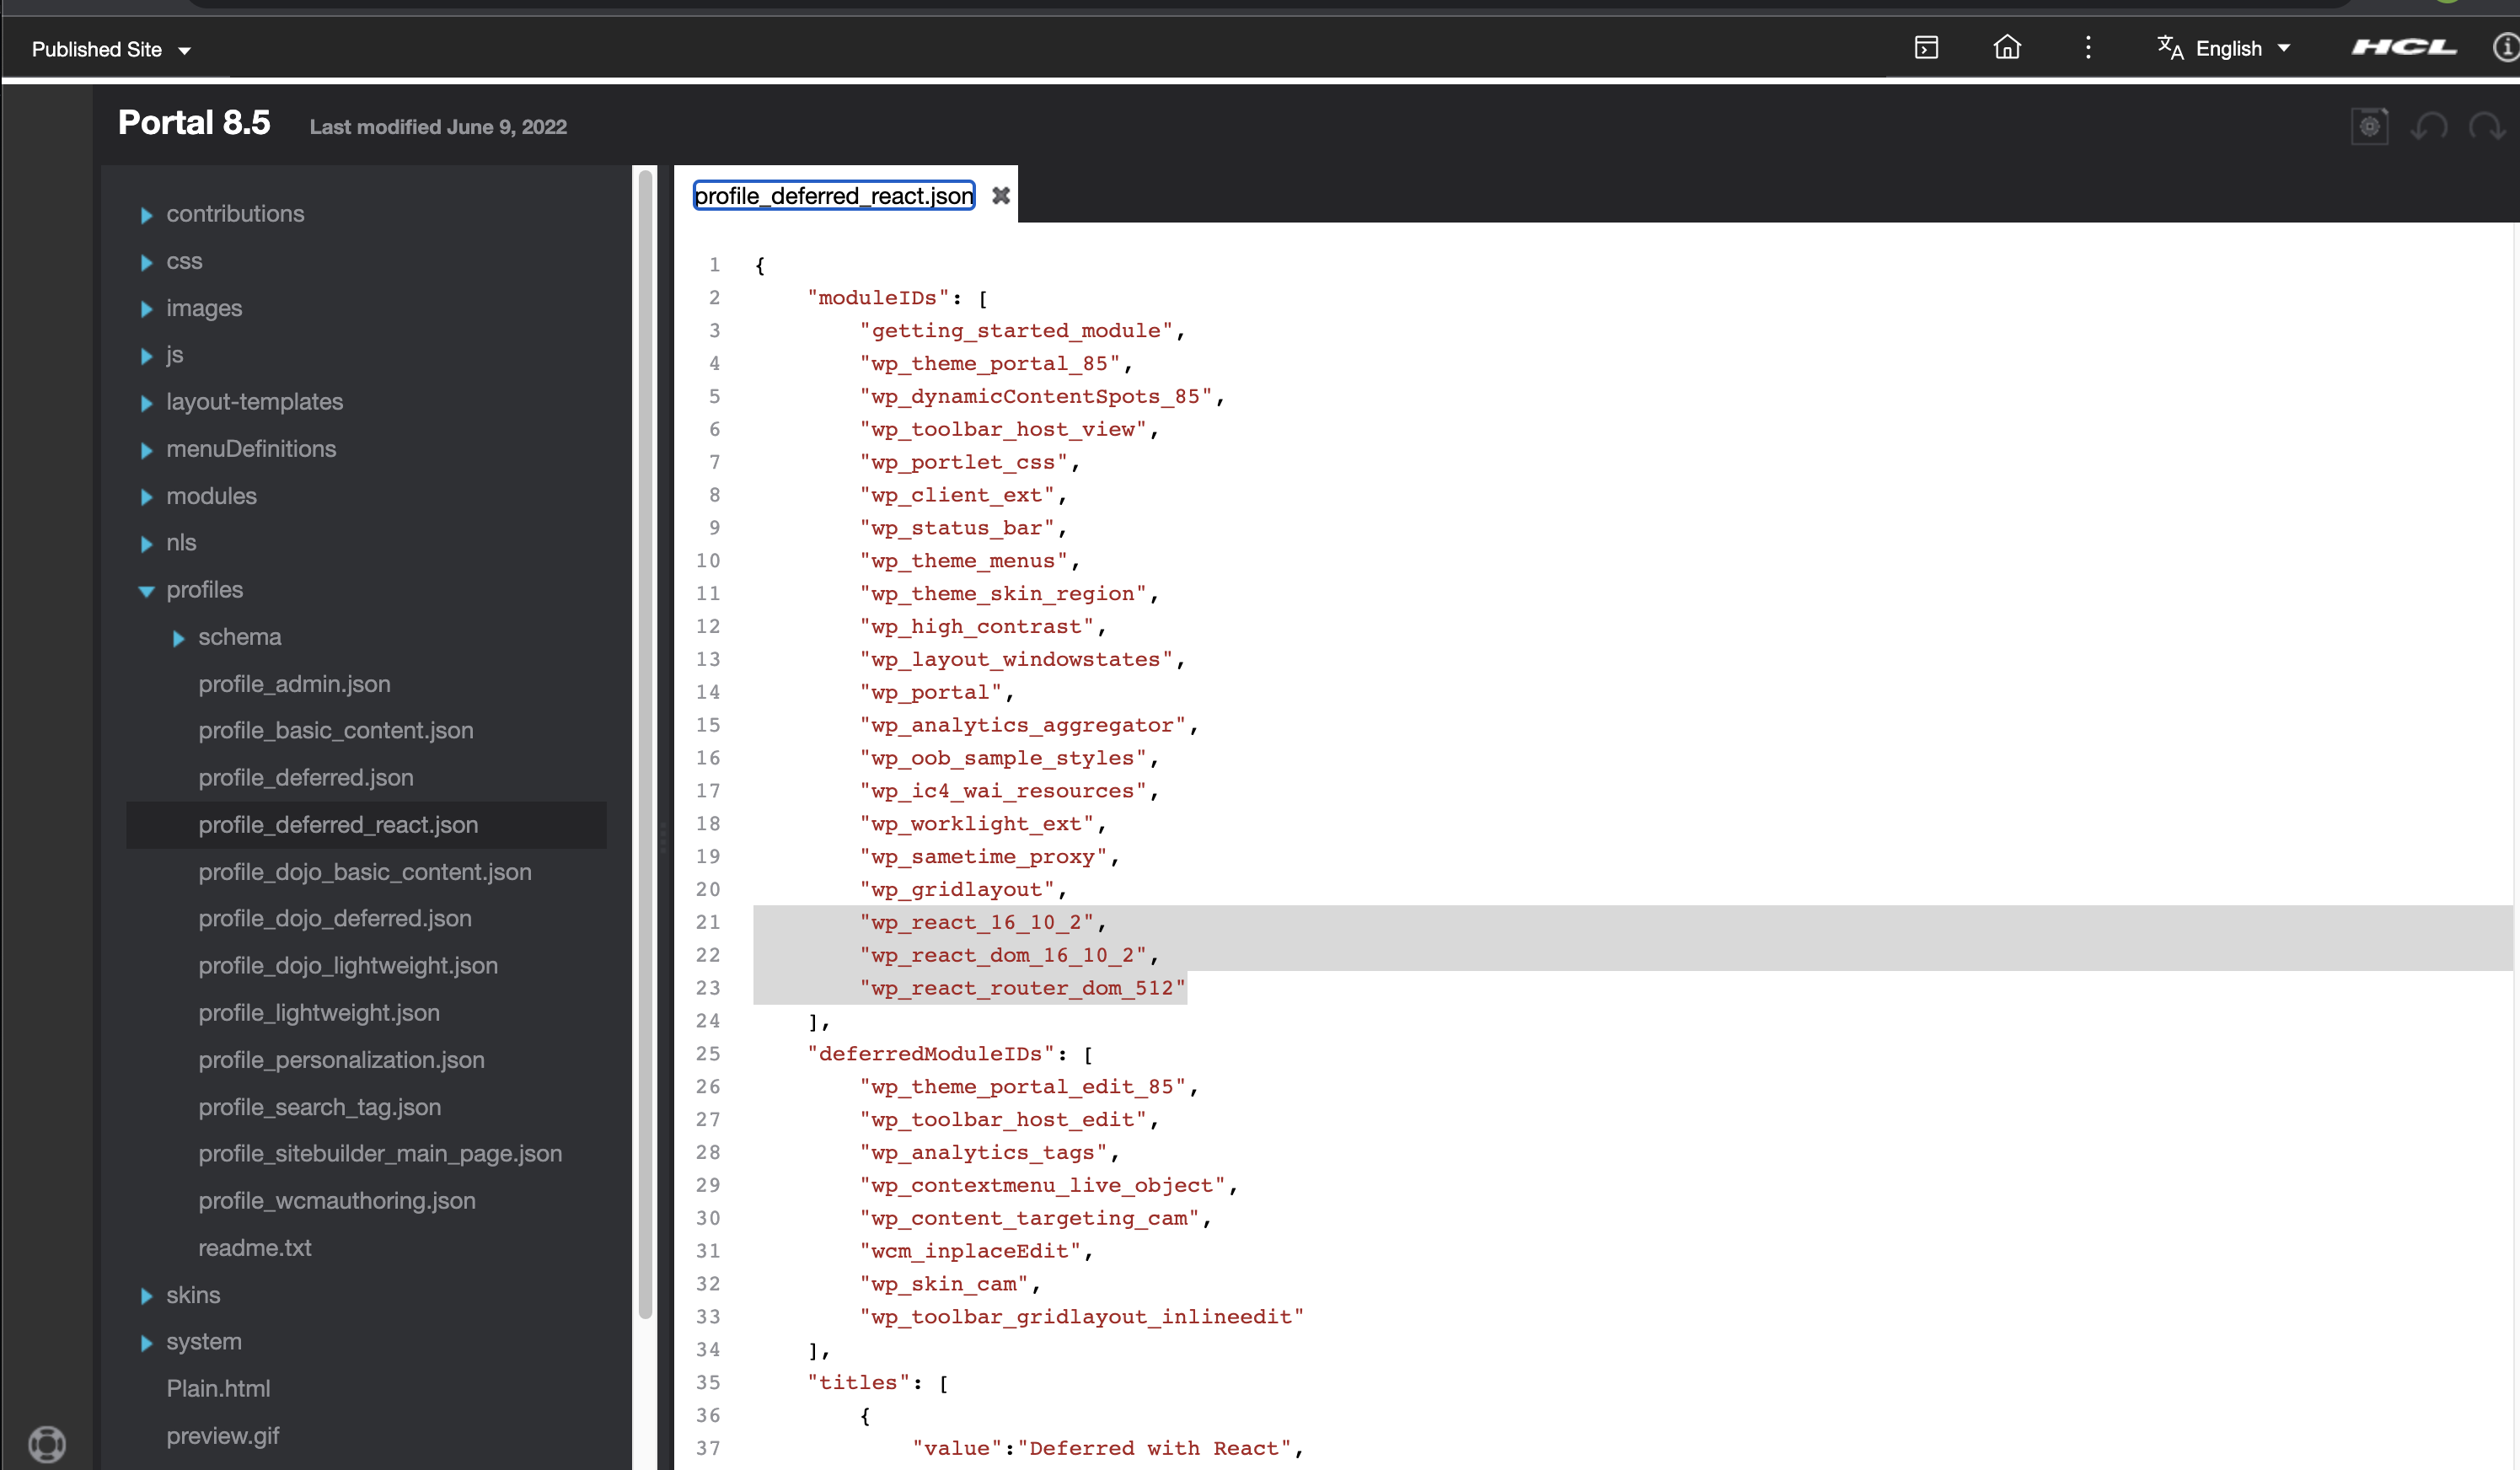 Published Site
English
HCL
Portal 8.5 Last modified June 9, 2022
contributions
css
images
js
layout-templates
menuDefinitions
modules
nls
profiles
schema
profile_admin.json
profile_basic_content.json
profile_deferred.json
profile_deferred_react.json
profile_dojo_basic_content.json
profile_dojo_deferred.json
profile_dojo_lightweight.json
profile_lightweight.json
profile_personalization.json
profile_search_tag.json
profile_sitebuilder_main_page.json
profile_wcmauthoring.json
readme.txt
skins
system
Plain.html
preview.gif
profile_deferred_react.json
1 {
2 "moduleIDs": [
3 "getting_started_module",
4 "wp_theme_portal_85",
5 "wp_dynamicContentSpots_85",
6 "wp_toolbar_host_view",
7 "wp_portlet_css",
8 "wp_client_ext",
9 "wp_status_bar",
10 "wp_theme_menus",
11 "wp_theme_skin_region",
12 "wp_high_contrast",
13 "wp_layout_windowstates",
14 "wp_portal",
15 "wp_analytics_aggregator",
16 "wp_oob_sample_styles",
17 "wp_ic4_wai_resources",
18 "wp_worklight_ext",
19 "wp_sametime_proxy",
20 "wp_gridlayout",
21 "wp_react_16_10_2",
22 "wp_react_dom_16_10_2",
23 "wp_react_router_dom_512"
24 ],
25 "deferredModuleIDs": [
26 "wp_theme_portal_edit_85",
27 "wp_toolbar_host_edit",
28 "wp_analytics_tags",
29 "wp_contextmenu_live_object",
30 "wp_content_targeting_cam",
31 "wcm_inplaceEdit",
32 "wp_skin_cam",
33 "wp_toolbar_gridlayout_inlineedit"
34 ],
35 "titles": [
36 {
37 "value":"Deferred with React",